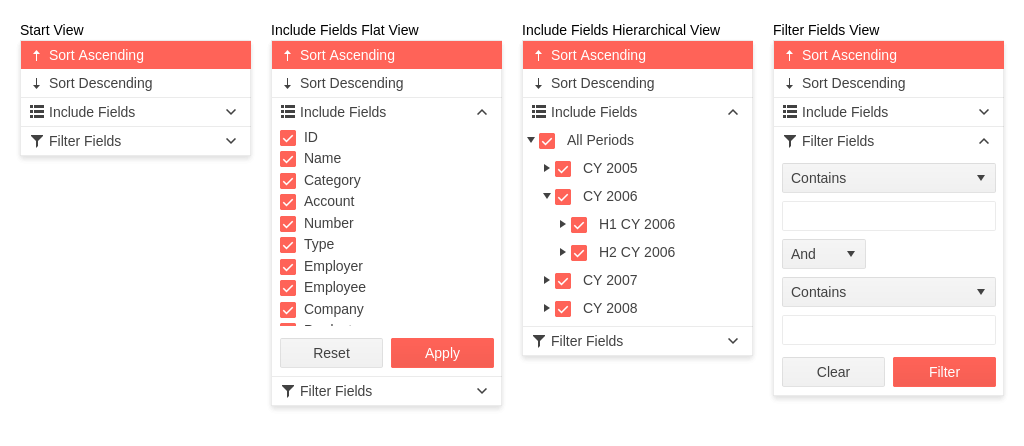 Start View
Sort Ascending
Sort Descending
Include Fields
Filter Fields
Include Fields Flat View
Sort Ascending
Sort Descending
Include Fields
ID
Name
Category
Account
Number
Type
Employer
Employee
Company
Reset Apply
Filter Fields
Include Fields Hierarchical View
Sort Ascending
Sort Descending
Include Fields
All Periods
CY 2005
CY 2006
H1 CY 2006
H2 CY 2006
CY 2007
CY 2008
Filter Fields
Filter Fields View
Sort Ascending
Sort Descending
Include Fields
Filter Fields
Contains
And
Contains
Clear Filter